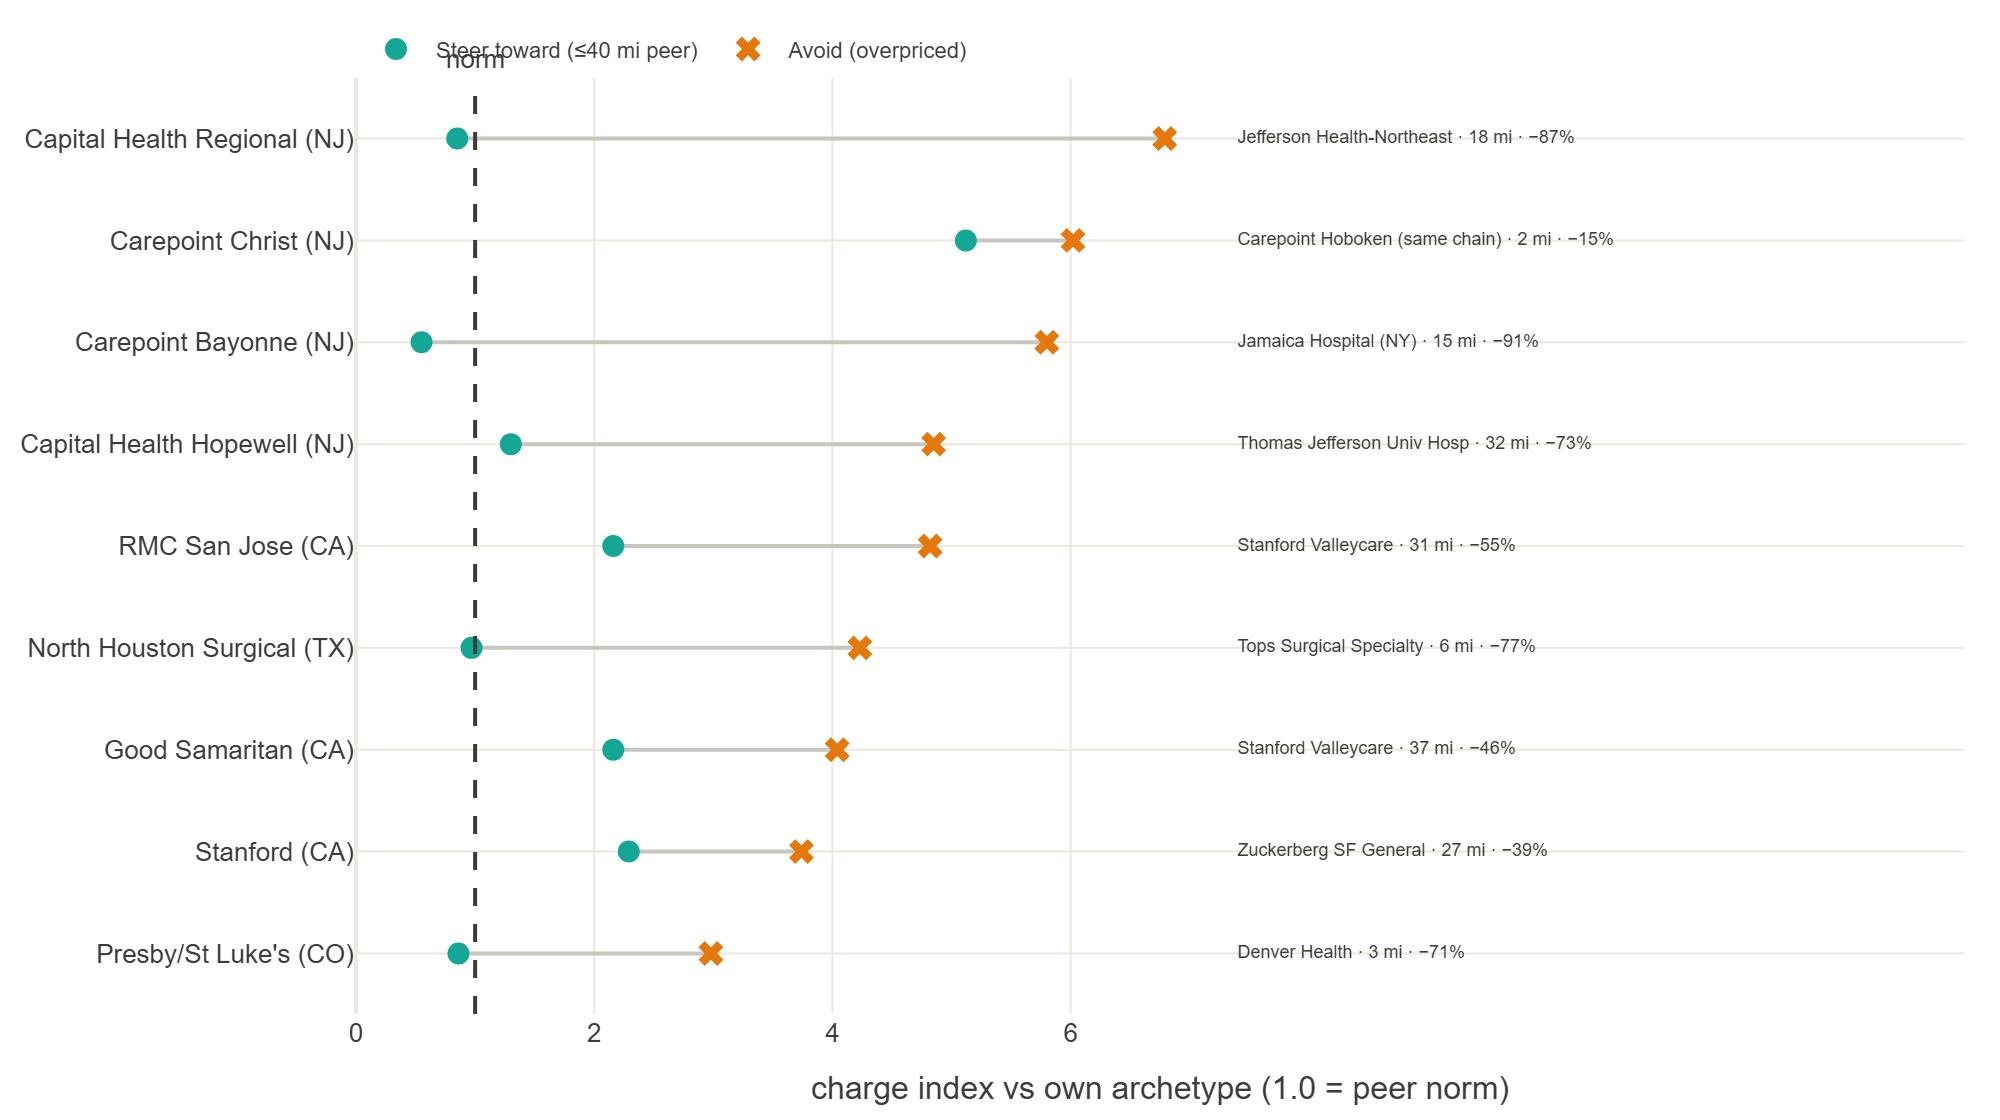 Steer toward (≤40 mi peer)
Avoid (overpriced)
norm
Capital Health Regional (NJ)
Jefferson Health-Northeast · 18 mi · −87%
Carepoint Christ (NJ)
Carepoint Hoboken (same chain) · 2 mi · −15%
Carepoint Bayonne (NJ)
Jamaica Hospital (NY) · 15 mi · −91%
Capital Health Hopewell (NJ)
Thomas Jefferson Univ Hosp · 32 mi · −73%
RMC San Jose (CA)
Stanford Valleycare · 31 mi · −55%
North Houston Surgical (TX)
Tops Surgical Specialty · 6 mi · −77%
Good Samaritan (CA)
Stanford Valleycare · 37 mi · −46%
Stanford (CA)
Zuckerberg SF General · 27 mi · −39%
Presby/St Luke's (CO)
Denver Health · 3 mi · −71%
0 2 4 6
charge index vs own archetype (1.0 = peer norm)